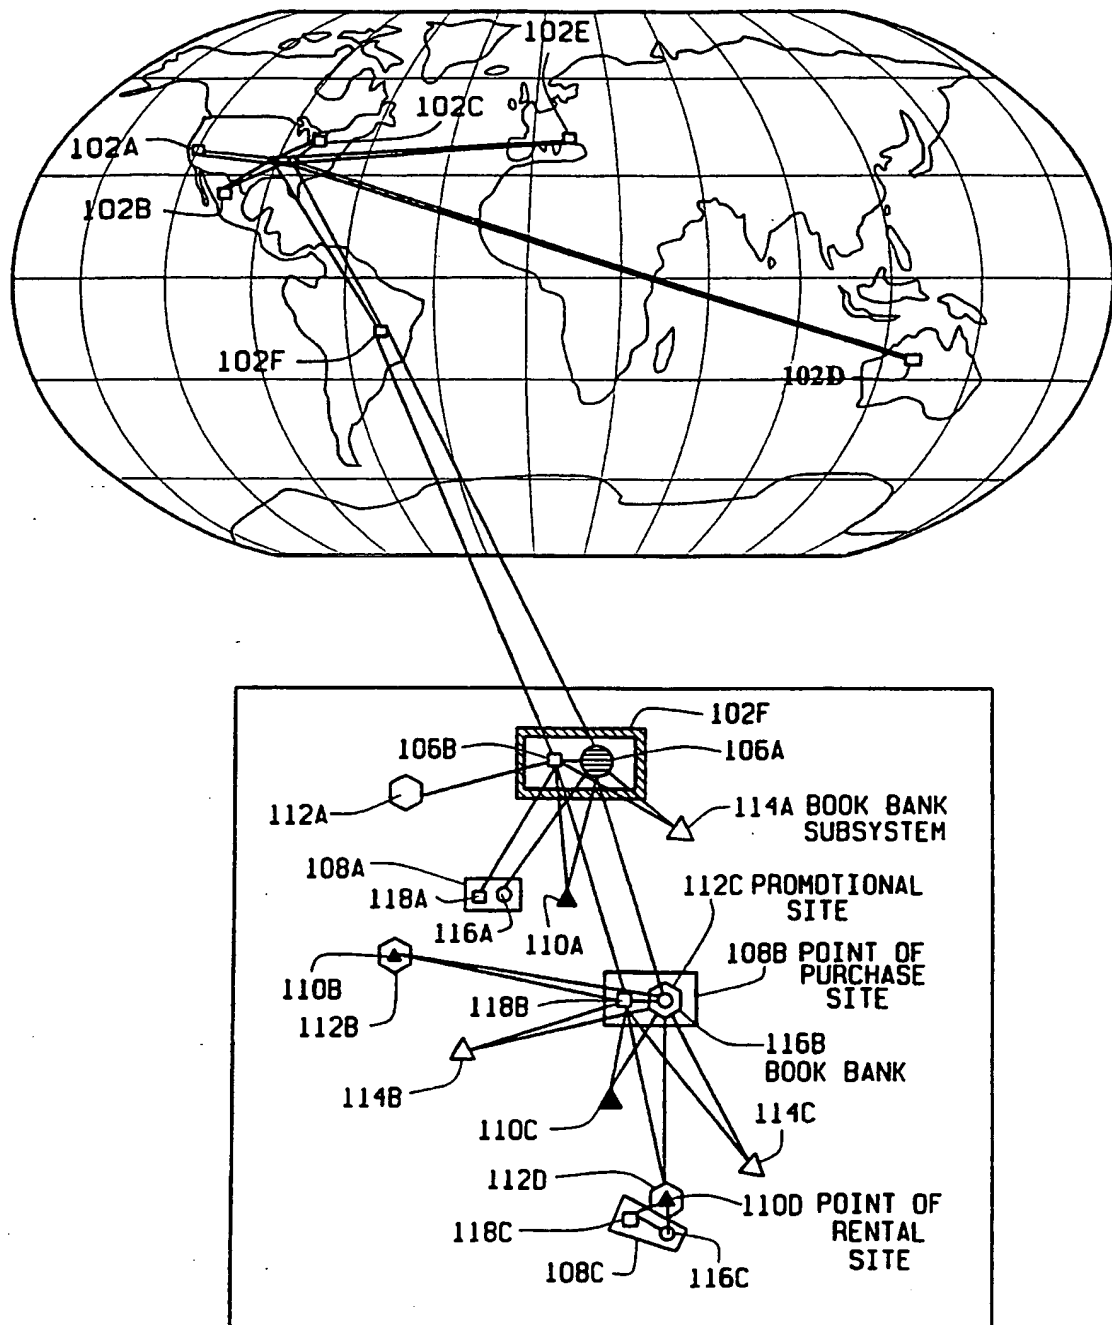 102E
102C
102A
102B
102F
102D
102F
106B
106A
112A
114A BOOK BANK
SUBSYSTEM
108A
112C PROMOTIONAL
SITE
118A
116A
110A
108B POINT OF
PURCHASE
SITE
110B
118B
112B
116B
BOOK BANK
114B
110C
114C
112D
110D POINT OF
RENTAL
SITE
118C
108C
116C